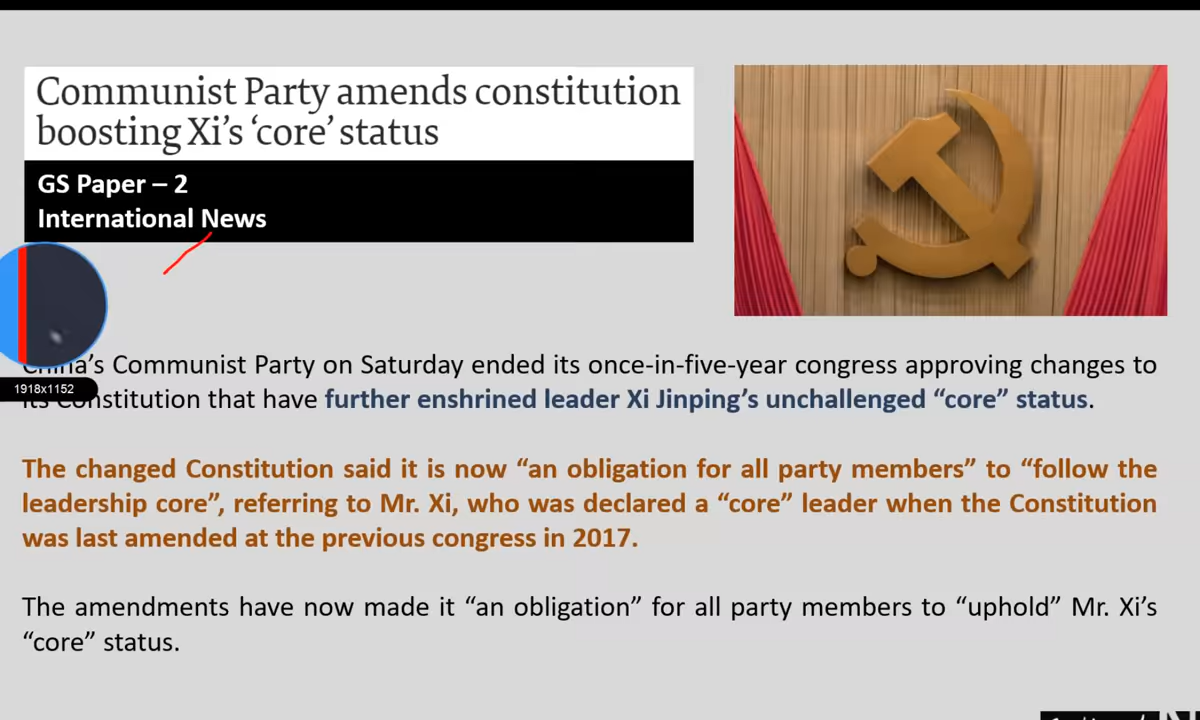 Communist Party amends constitution
boosting Xi’s ‘core’ status
GS Paper – 2
International News
China’s Communist Party on Saturday ended its once-in-five-year congress approving changes to
1918x1152
its Constitution that have further enshrined leader Xi Jinping’s unchallenged “core” status.
The changed Constitution said it is now “an obligation for all party members” to “follow the
leadership core”, referring to Mr. Xi, who was declared a “core” leader when the Constitution
was last amended at the previous congress in 2017.
The amendments have now made it “an obligation” for all party members to “uphold” Mr. Xi’s
“core” status.